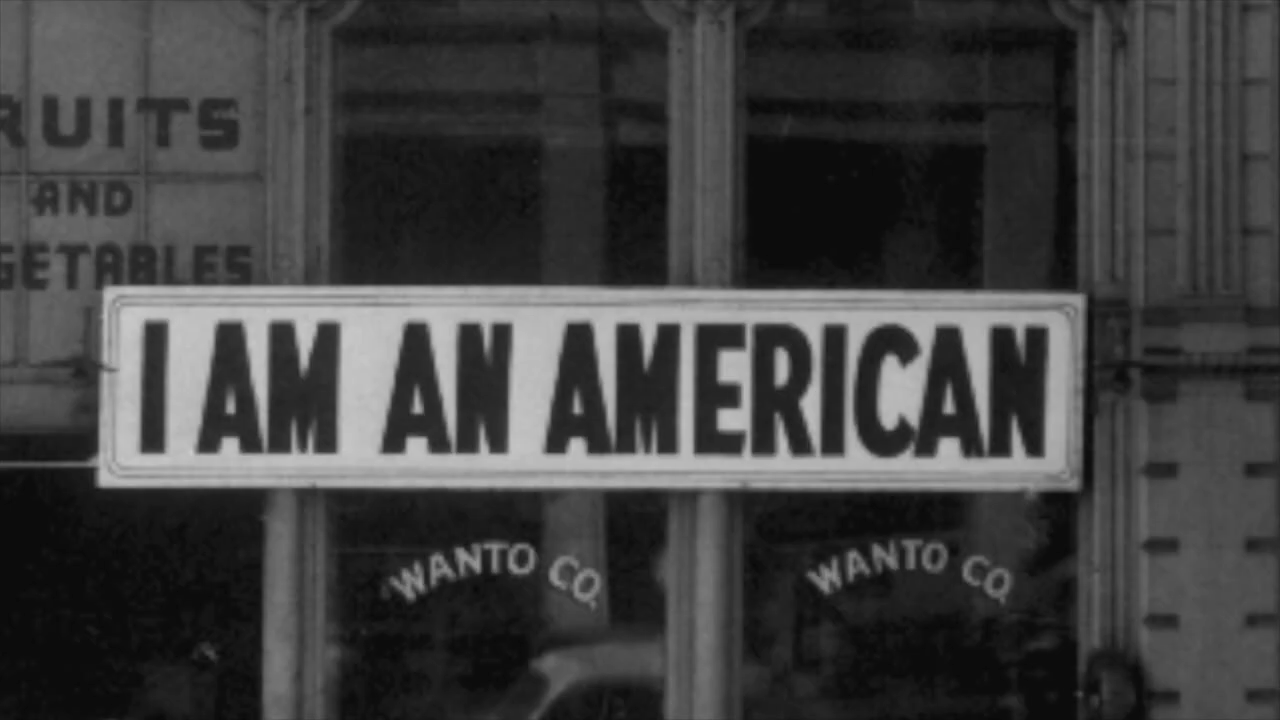 RUITS
AND
GETABLES
I AM AN AMERICAN
WANTO CO.
WANTO CO.